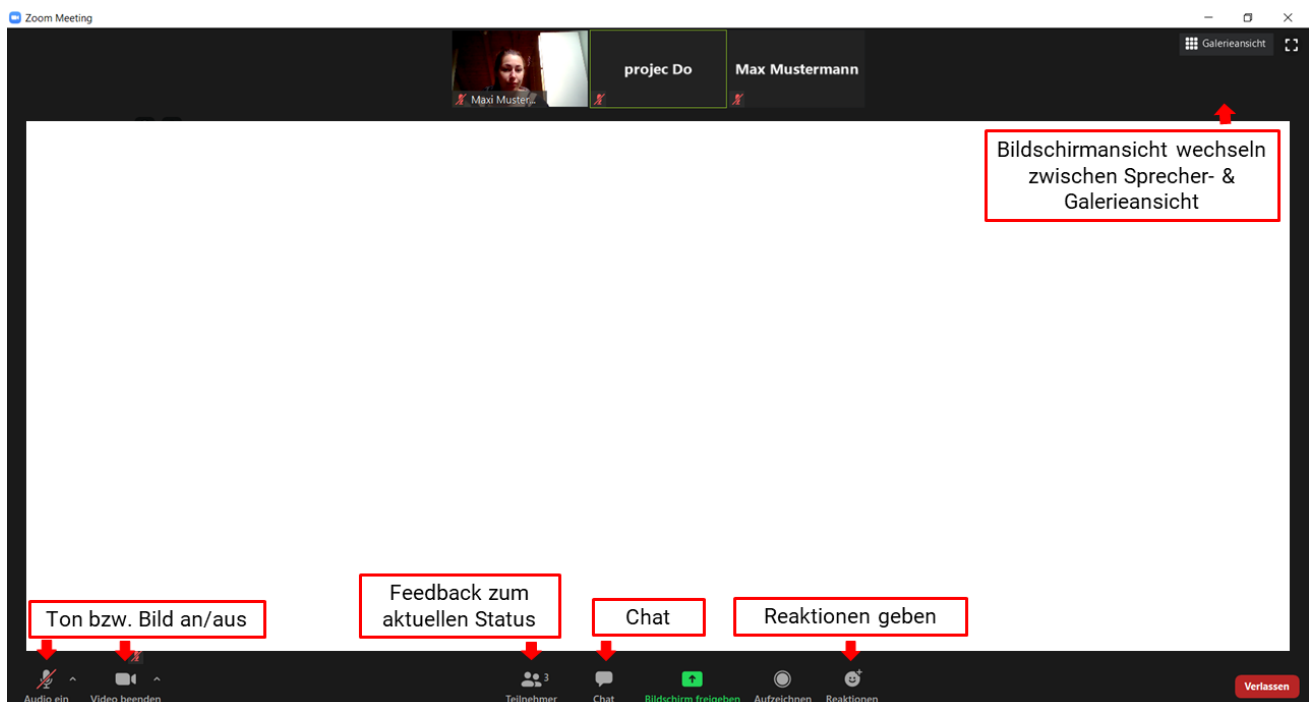 Zoom Meeting
Galerieansicht
projec Do
Max Mustermann
Maxi Muster...
Bildschirmansicht wechseln
zwischen Sprecher- &
Galerieansicht
Feedback zum
aktuellen Status
Ton bzw. Bild an/aus
Chat
Reaktionen geben
3
Audio ein
Video beenden
Teilnehmer
Chat
Bildschirm freigeben
Aufzeichnen
Reaktionen
Verlassen